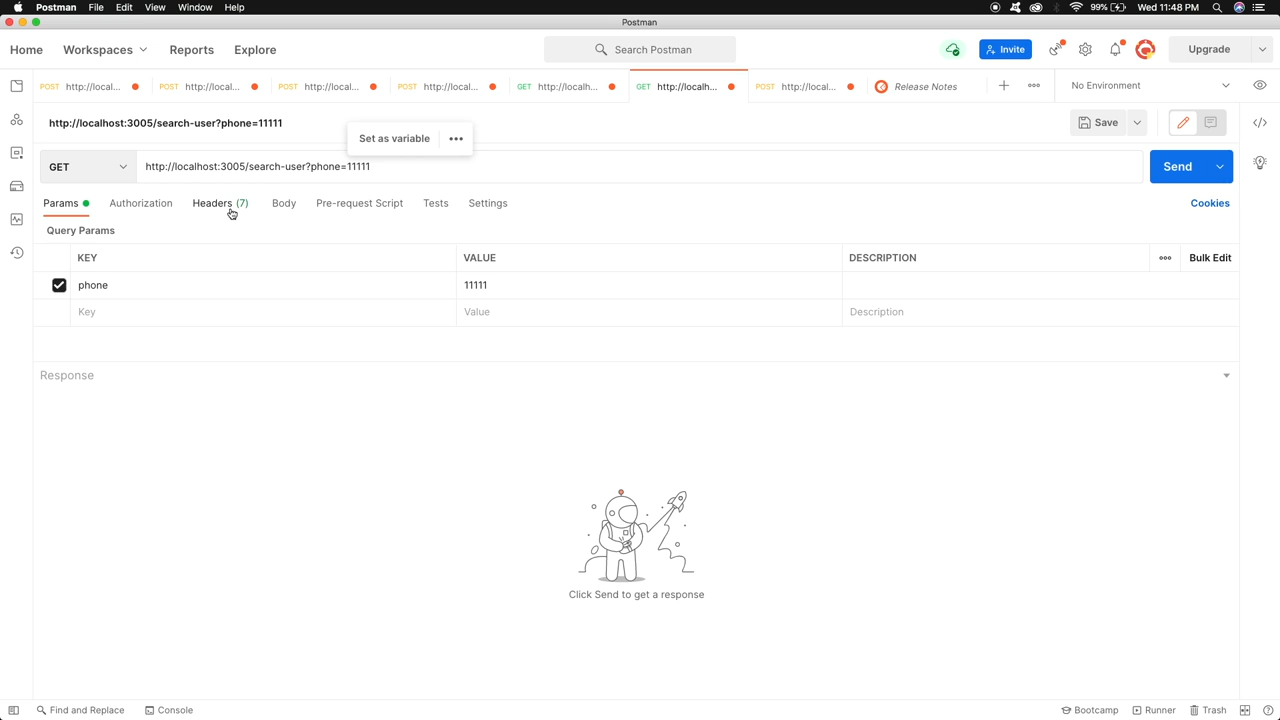 Postman File Edit View Window Help 99% Wed 11:48 PM
Postman
Home Workspaces Reports Explore Search Postman Invite Upgrade
POST http://local... POST http://local... POST http://local... POST http://local... GET http://localh... GET http://localh... POST http://local... Release Notes No Environment
http://localhost:3005/search-user?phone=11111 Save
Set as variable
GET http://localhost:3005/search-user?phone=11111 Send
Params Authorization Headers (7) Body Pre-request Script Tests Settings Cookies
Query Params
KEY VALUE DESCRIPTION Bulk Edit
phone 11111
Key Value Description
Response
Click Send to get a response
Find and Replace Console Bootcamp Runner Trash